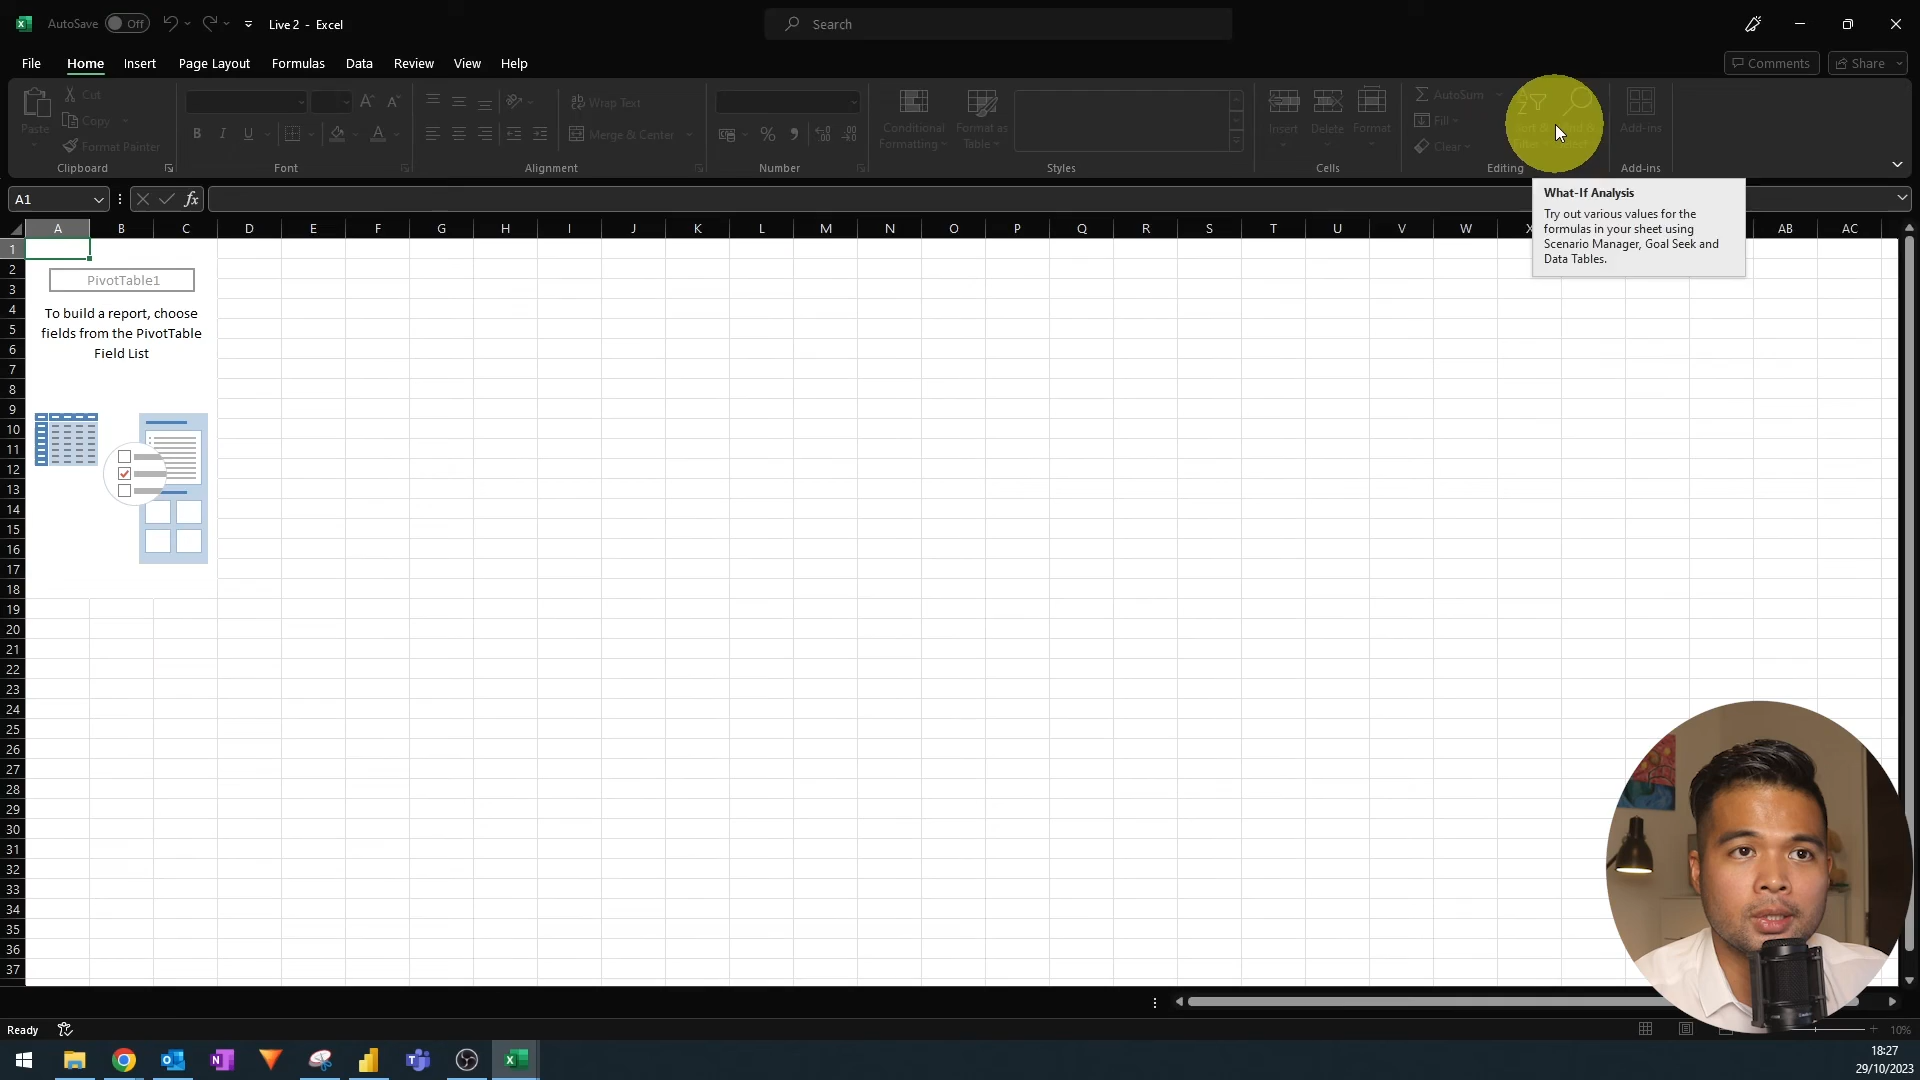 AutoSave Off Live 2 - Excel Search
File Home Insert Page Layout Formulas Data Review View Help Comments Share
Paste Cut Copy Format Painter Clipboard
B I U A Font
Wrap Text
Merge & Center
Alignment
Number
Conditional Formatting
Format as Table
Styles
Insert Delete Format
Cells
AutoSum
Fill
Clear
Editing
Add-ins
Add-ins
A1 fx
What-If Analysis
Try out various values for the
formulas in your sheet using
Scenario Manager, Goal Seek and
Data Tables.
A B C D E F G H I J K L M N O P Q R S T U V W X AB AC
1
2
3
4
5
6
7
8
9
10
11
12
13
14
15
16
17
18
19
20
21
22
23
24
25
26
27
28
29
30
31
32
33
34
35
36
37
PivotTable1
To build a report, choose
fields from the PivotTable
Field List
Ready 10%
18:27
29/10/2023